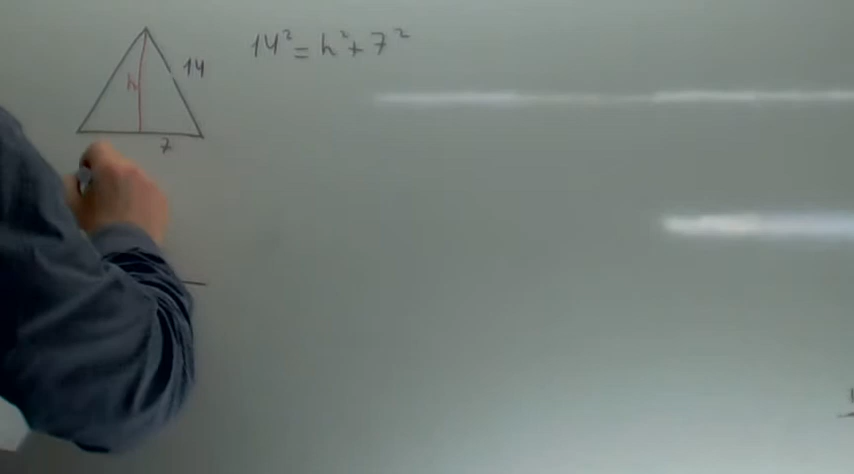 14² = h² + 7²
14
h
7